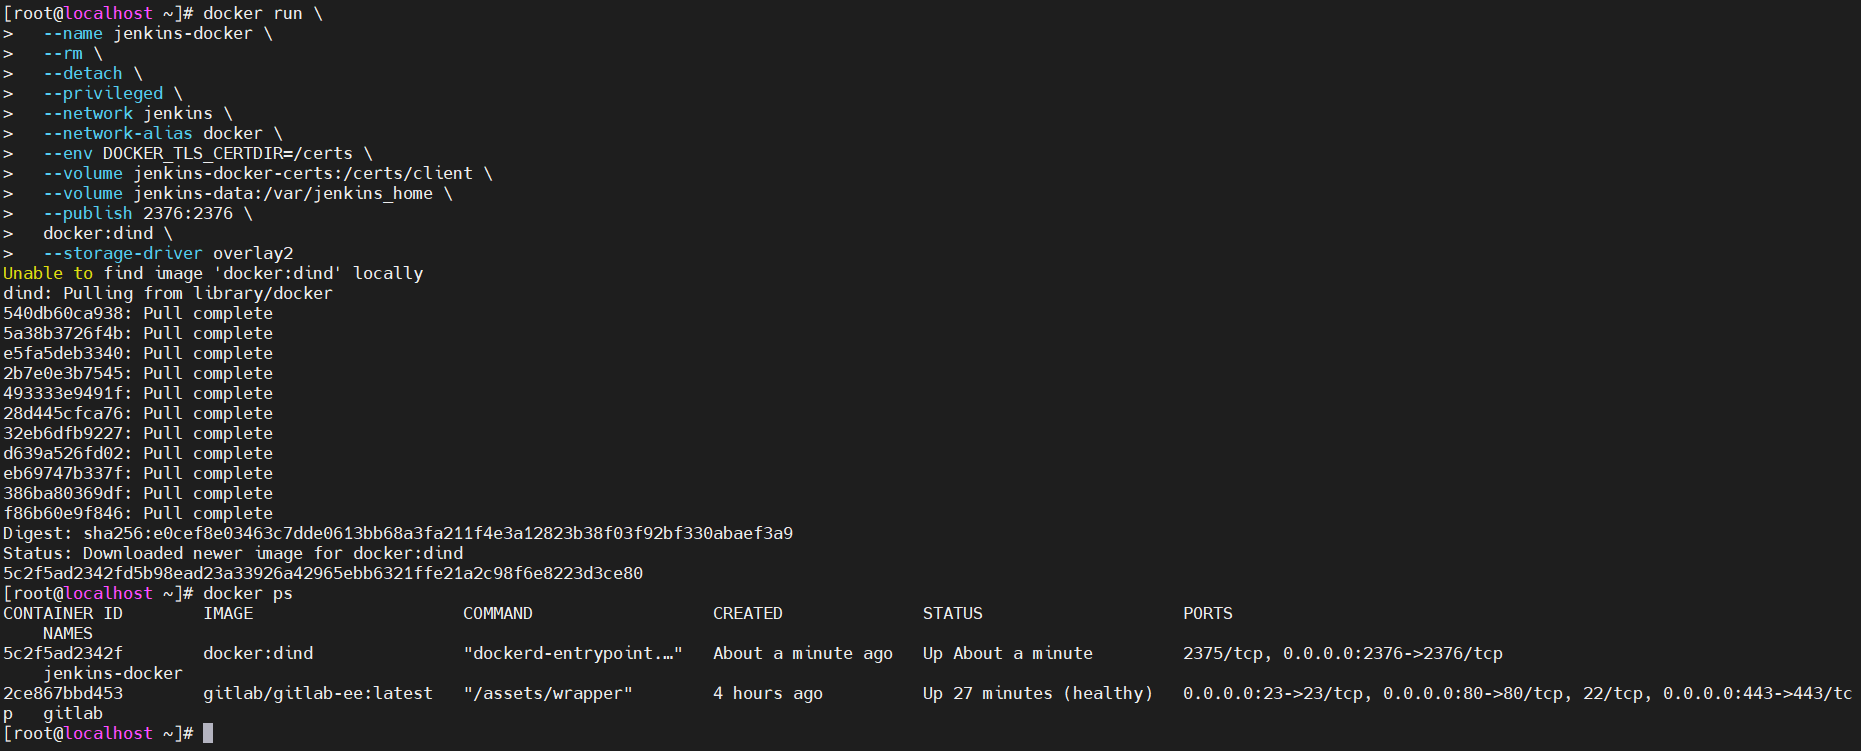 [root@localhost ~]# docker run \
>   --name jenkins-docker \
>   --rm \
>   --detach \
>   --privileged \
>   --network jenkins \
>   --network-alias docker \
>   --env DOCKER_TLS_CERTDIR=/certs \
>   --volume jenkins-docker-certs:/certs/client \
>   --volume jenkins-data:/var/jenkins_home \
>   --publish 2376:2376 \
>   docker:dind \
>   --storage-driver overlay2
Unable to find image 'docker:dind' locally
dind: Pulling from library/docker
540db60ca938: Pull complete
5a38b3726f4b: Pull complete
e5fa5deb3340: Pull complete
2b7e0e3b7545: Pull complete
493333e9491f: Pull complete
28d445cfca76: Pull complete
32eb6dfb9227: Pull complete
d639a526fd02: Pull complete
eb69747b337f: Pull complete
386ba80369df: Pull complete
f86b60e9f846: Pull complete
Digest: sha256:e0cef8e03463c7dde0613bb68a3fa211f4e3a12823b38f03f92bf330abaef3a9
Status: Downloaded newer image for docker:dind
5c2f5ad2342fd5b98ead23a33926a42965ebb6321ffe21a2c98f6e8223d3ce80
[root@localhost ~]# docker ps
CONTAINER ID        IMAGE                     COMMAND                  CREATED              STATUS                    PORTS
    NAMES
5c2f5ad2342f        docker:dind               "dockerd-entrypoint.…"   About a minute ago   Up About a minute         2375/tcp, 0.0.0.0:2376->2376/tcp
    jenkins-docker
2ce867bbd453        gitlab/gitlab-ee:latest   "/assets/wrapper"        4 hours ago          Up 27 minutes (healthy)   0.0.0.0:23->23/tcp, 0.0.0.0:80->80/tcp, 22/tcp, 0.0.0.0:443->443/tc
p   gitlab
[root@localhost ~]#